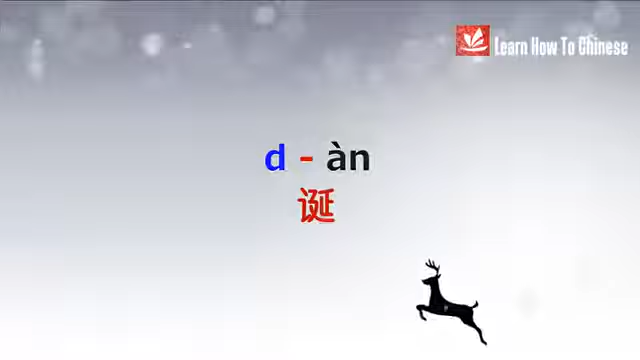 Learn How To Chinese
d - àn
诞